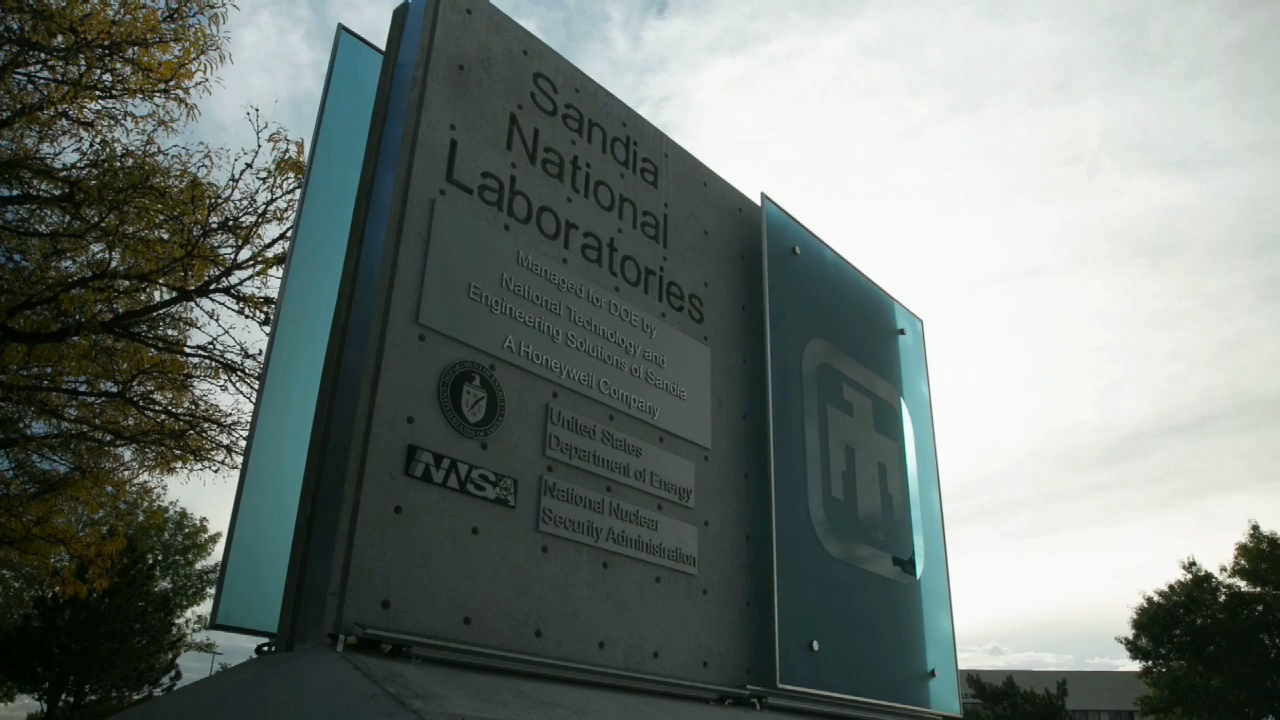 Sandia
National
Laboratories
Managed for DOE by
National Technology and
Engineering Solutions of Sandia
A Honeywell Company
United States
Department of Energy
NNSA
National Nuclear
Security Administration